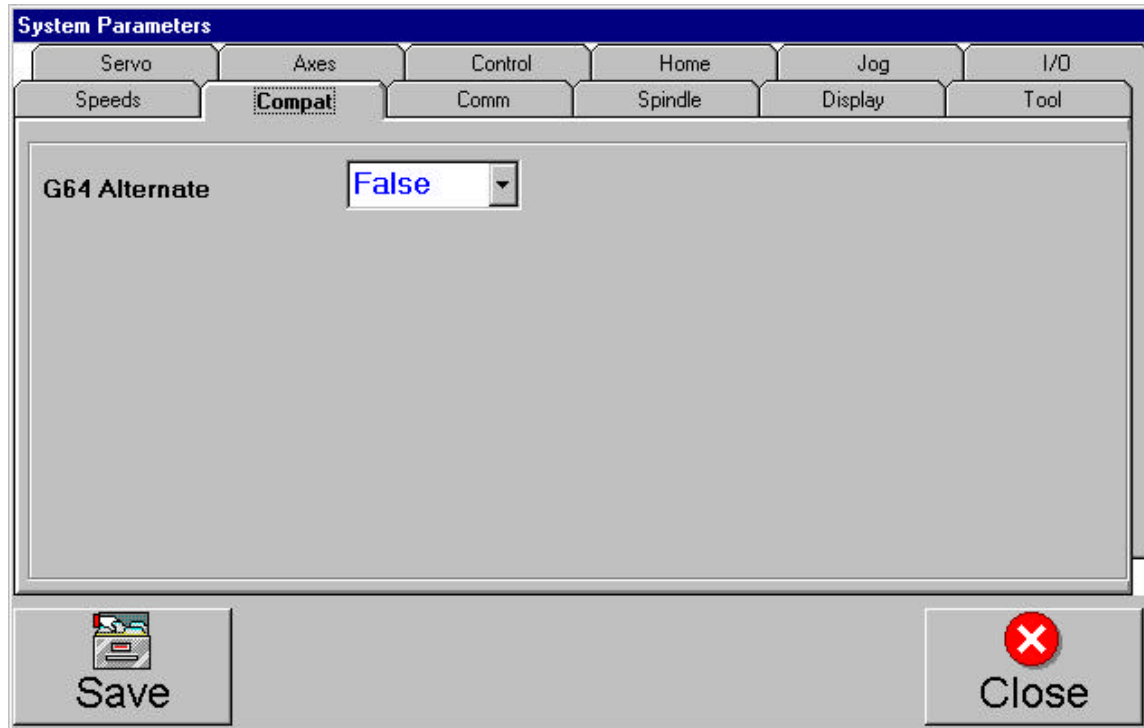 System Parameters
Servo Axes Control Home Jog I/O
Speeds Compat Comm Spindle Display Tool
G64 Alternate False
Save Close